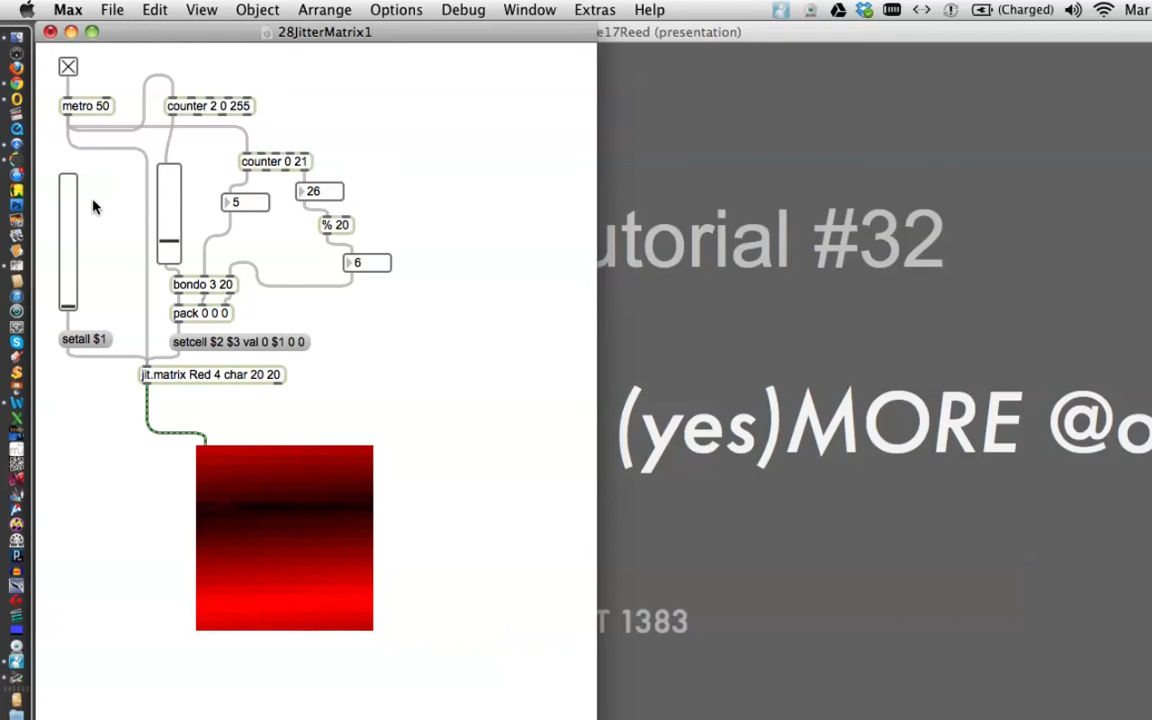 Max File Edit View Object Arrange Options Debug Window Extras Help (Charged) Mar
28JitterMatrix1
e17Reed (presentation)
metro 50
counter 2 0 255
counter 0 21
26
5
% 20
6
bondo 3 20
pack 0 0 0
setall $1
setcell $2 $3 val 0 $1 0 0
jit.matrix Red 4 char 20 20
utorial #32
(yes)MORE @o
T 1383